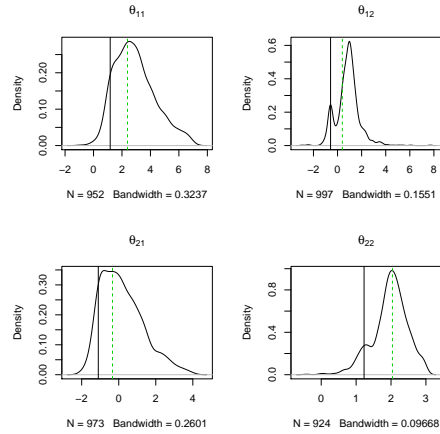 θ11
Density
0.00 0.10 0.20
−2 0 2 4 6 8
N = 952 Bandwidth = 0.3237
θ12
Density
0.0 0.2 0.4 0.6
−4 −2 0 2 4 6 8
N = 997 Bandwidth = 0.1551
θ21
Density
0.00 0.10 0.20 0.30
−2 0 2 4
N = 973 Bandwidth = 0.2601
θ22
Density
0.0 0.4 0.8
0 1 2 3
N = 924 Bandwidth = 0.09668